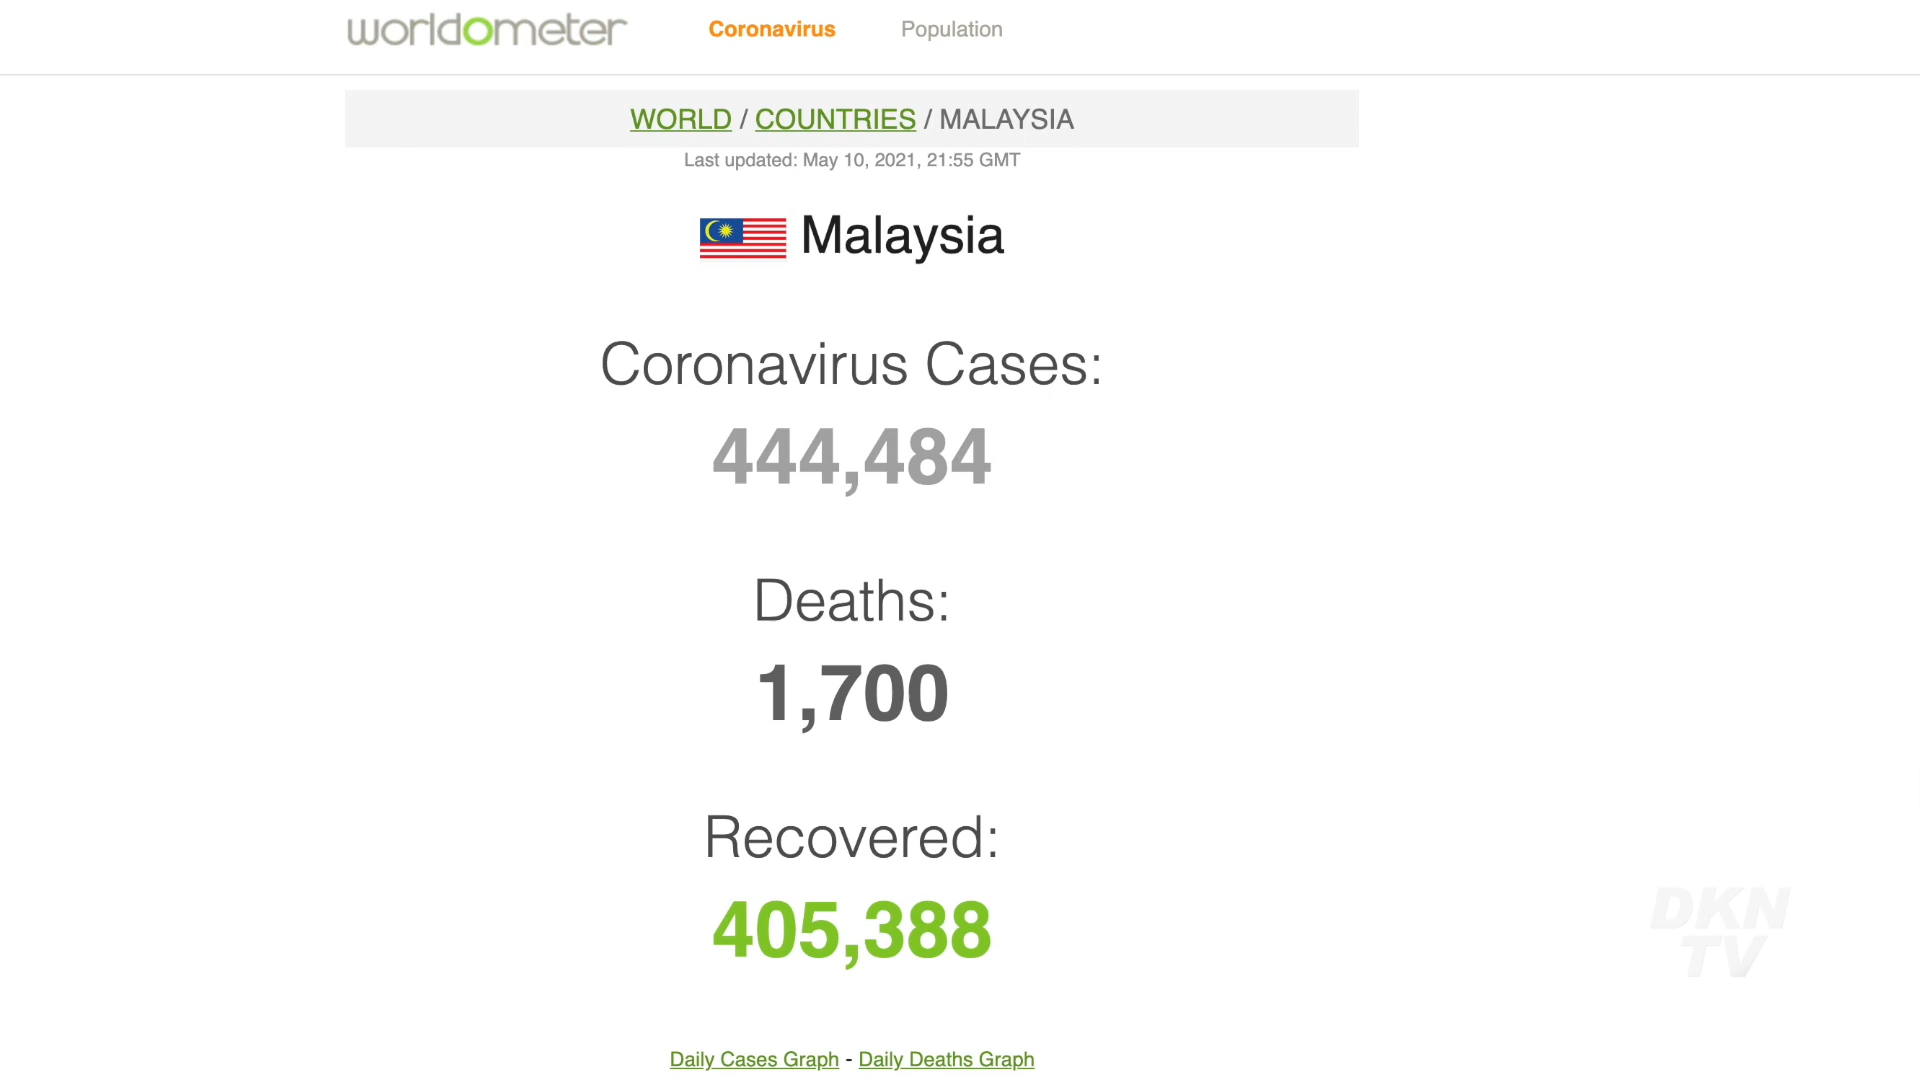 worldometer Coronavirus Population
WORLD / COUNTRIES / MALAYSIA
Last updated: May 10, 2021, 21:55 GMT
Malaysia
Coronavirus Cases:
444,484
Deaths:
1,700
Recovered:
405,388
DKN
TV
Daily Cases Graph - Daily Deaths Graph